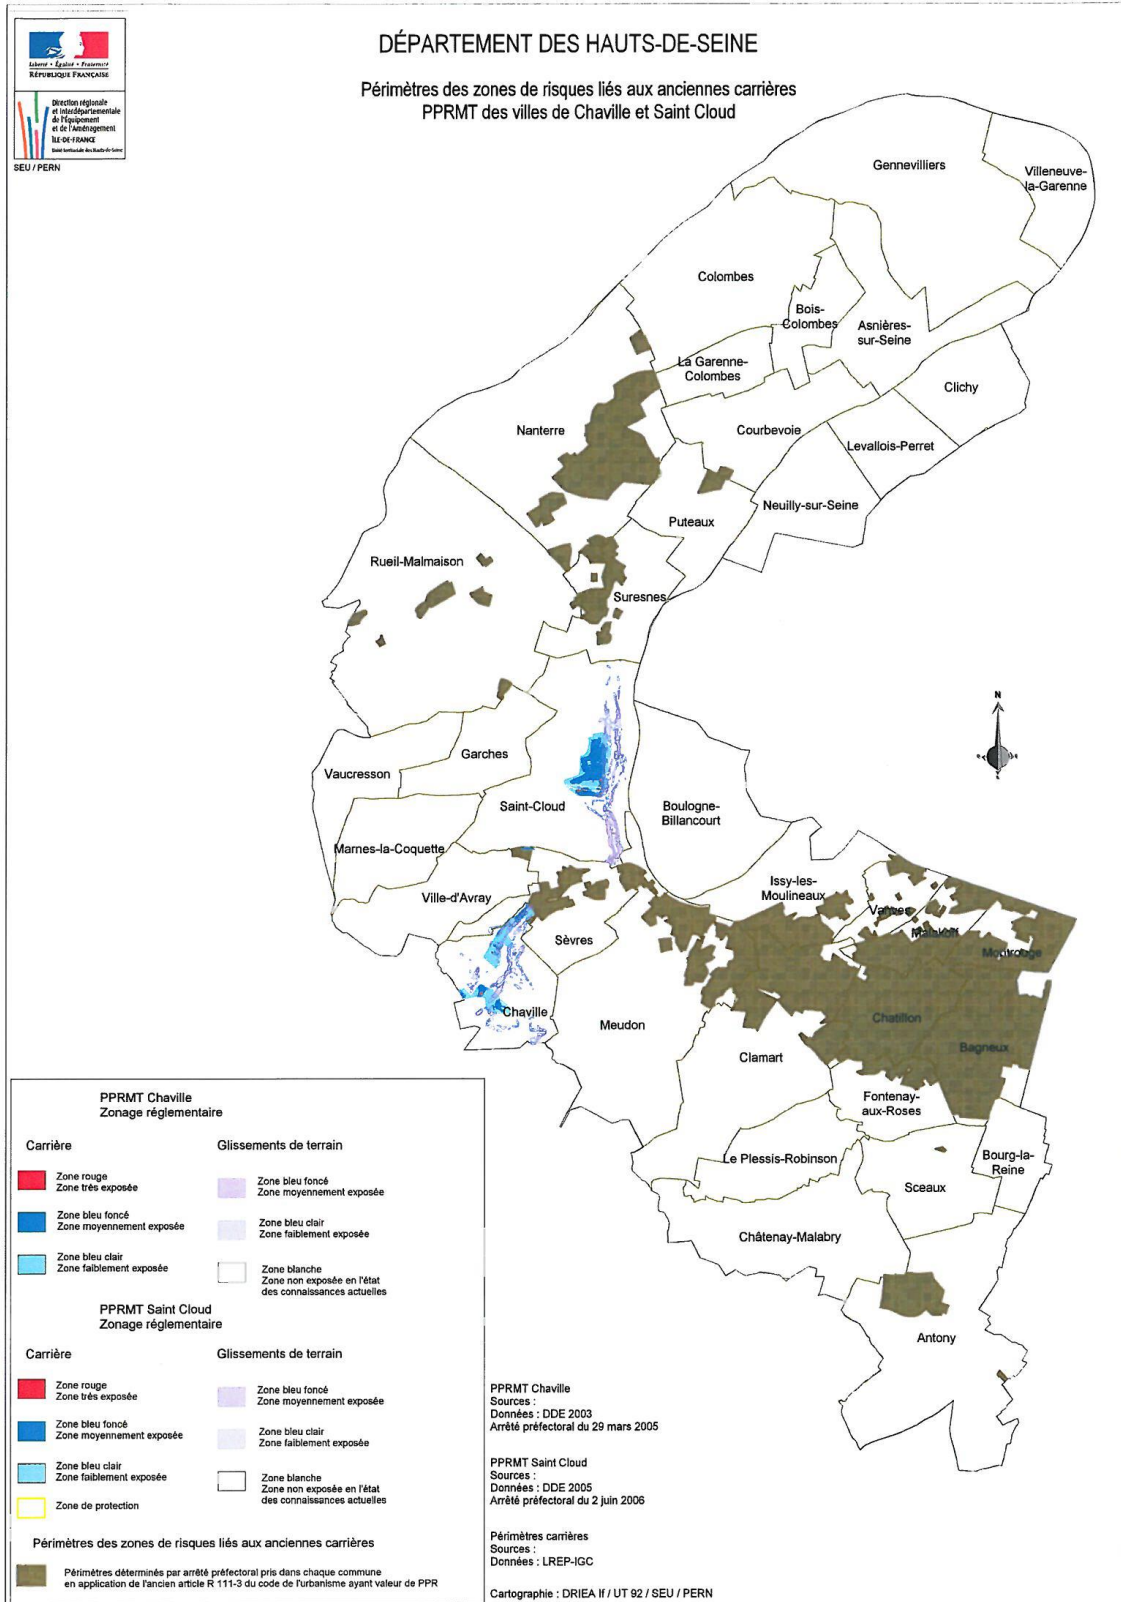 DÉPARTEMENT DES HAUTS-DE-SEINE
Périmètres des zones de risques liés aux anciennes carrières
PPRMT des villes de Chaville et Saint Cloud
Liberté • Égalité • Fraternité
RÉPUBLIQUE FRANÇAISE
Direction régionale
et interdépartementale
de l'Équipement
et de l'Aménagement
ÎLE-DE-FRANCE
Unité territoriale des Hauts-de-Seine
SEU / PERN
Gennevilliers
Villeneuve-
la-Garenne
Colombes
Bois-
Colombes
Asnières-
sur-Seine
La Garenne-
Colombes
Clichy
Nanterre
Courbevoie
Levallois-Perret
Neuilly-sur-Seine
Puteaux
Rueil-Malmaison
Suresnes
N
Garches
Vaucresson
Saint-Cloud
Boulogne-
Billancourt
Marnes-la-Coquette
Issy-les-
Moulineaux
Ville-d'Avray
Vanves
Malakoff
Sèvres
Montrouge
Chaville
Meudon
Chatillon
Bagneux
Clamart
Fontenay-
aux-Roses
Le Plessis-Robinson
Bourg-la-
Reine
Sceaux
Châtenay-Malabry
Antony
PPRMT Chaville
Zonage réglementaire
Carrière
Glissements de terrain
Zone rouge
Zone très exposée
Zone bleu foncé
Zone moyennement exposée
Zone bleu foncé
Zone moyennement exposée
Zone bleu clair
Zone faiblement exposée
Zone bleu clair
Zone faiblement exposée
Zone blanche
Zone non exposée en l'état
des connaissances actuelles
PPRMT Saint Cloud
Zonage réglementaire
Carrière
Glissements de terrain
Zone rouge
Zone très exposée
Zone bleu foncé
Zone moyennement exposée
Zone bleu foncé
Zone moyennement exposée
Zone bleu clair
Zone faiblement exposée
Zone bleu clair
Zone faiblement exposée
Zone blanche
Zone non exposée en l'état
des connaissances actuelles
Zone de protection
Périmètres des zones de risques liés aux anciennes carrières
Périmètres déterminés par arrêté préfectoral pris dans chaque commune
en application de l'ancien article R 111-3 du code de l'urbanisme ayant valeur de PPR
PPRMT Chaville
Sources :
Données : DDE 2003
Arrêté préfectoral du 29 mars 2005
PPRMT Saint Cloud
Sources :
Données : DDE 2005
Arrêté préfectoral du 2 juin 2006
Périmètres carrières
Sources :
Données : LREP-IGC
Cartographie : DRIEA If / UT 92 / SEU / PERN